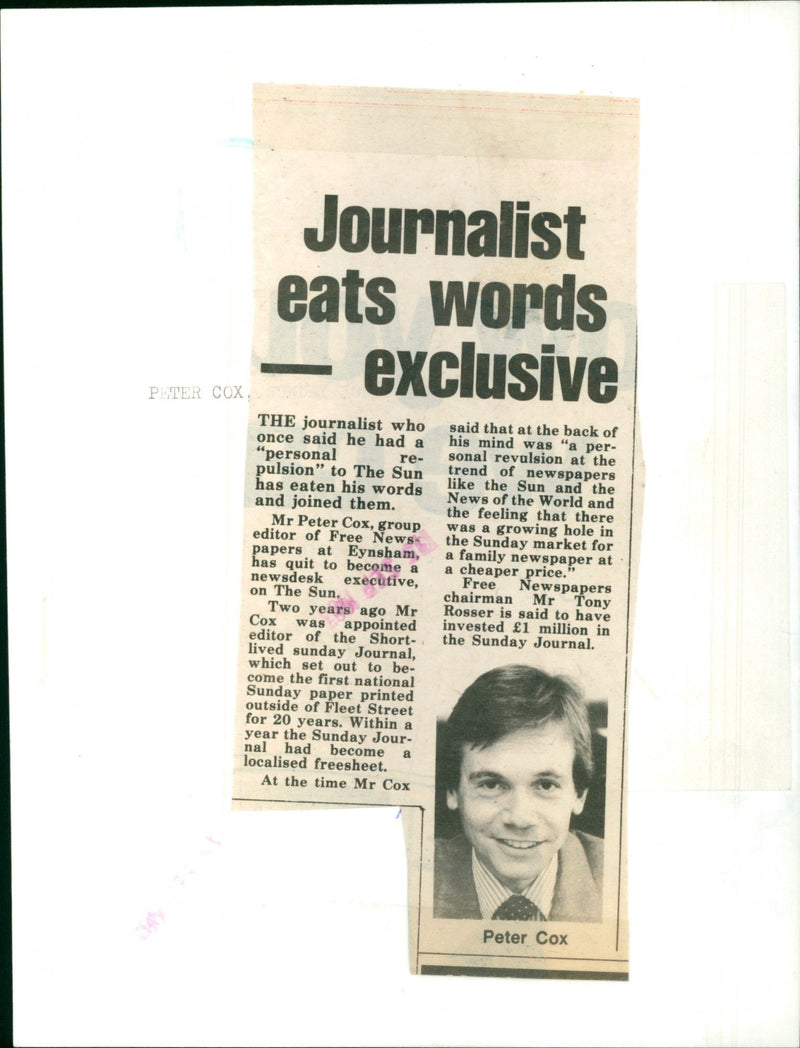 Journalist
eats words
— exclusive
PETER COX, SUNDAY
THE journalist who
once said he had a
“personal re-
pulsion” to The Sun
has eaten his words
and joined them.
Mr Peter Cox, group
editor of Free News-
papers at Eynsham,
has quit to become a
newsdesk executive,
on The Sun.
Two years ago Mr
Cox was appointed
editor of the Short-
lived sunday Journal,
which set out to be-
come the first national
Sunday paper printed
outside of Fleet Street
for 20 years. Within a
year the Sunday Jour-
nal had become a
localised freesheet.
At the time Mr Cox
said that at the back of
his mind was “a per-
sonal revulsion at the
trend of newspapers
like the Sun and the
News of the World and
the feeling that there
was a growing hole in
the Sunday market for
a family newspaper at
a cheaper price.”
Free Newspapers
chairman Mr Tony
Rosser is said to have
invested £1 million in
the Sunday Journal.
Peter Cox